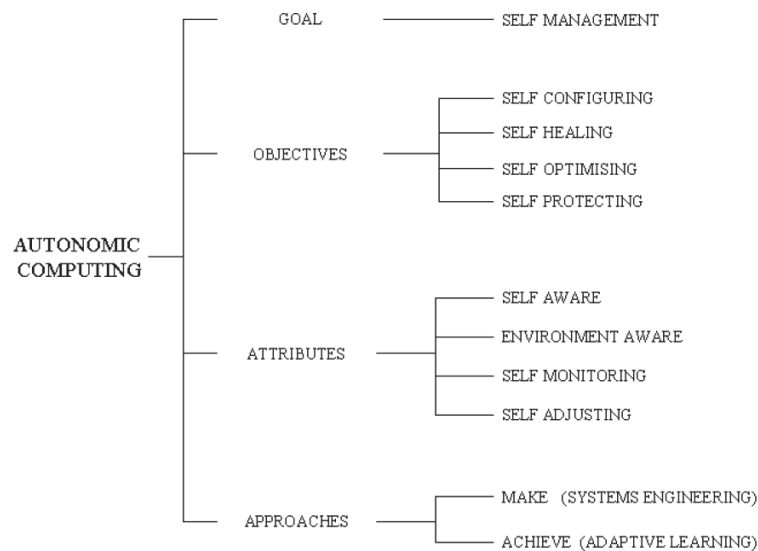 GOAL
SELF MANAGEMENT
SELF CONFIGURING
SELF HEALING
OBJECTIVES
SELF OPTIMISING
SELF PROTECTING
AUTONOMIC
COMPUTING
SELF AWARE
ENVIRONMENT AWARE
ATTRIBUTES
SELF MONITORING
SELF ADJUSTING
MAKE (SYSTEMS ENGINEERING)
APPROACHES
ACHIEVE (ADAPTIVE LEARNING)